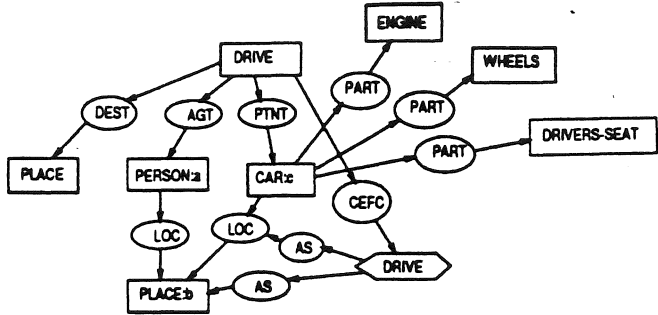 ENGINE
DRIVE
WHEELS
PART
DEST
AGT
PTNT
PART
PART
DRIVERS-SEAT
PLACE
PERSON:a
CAR:c
CEFC
LOC
LOC
AS
DRIVE
PLACE:b
AS